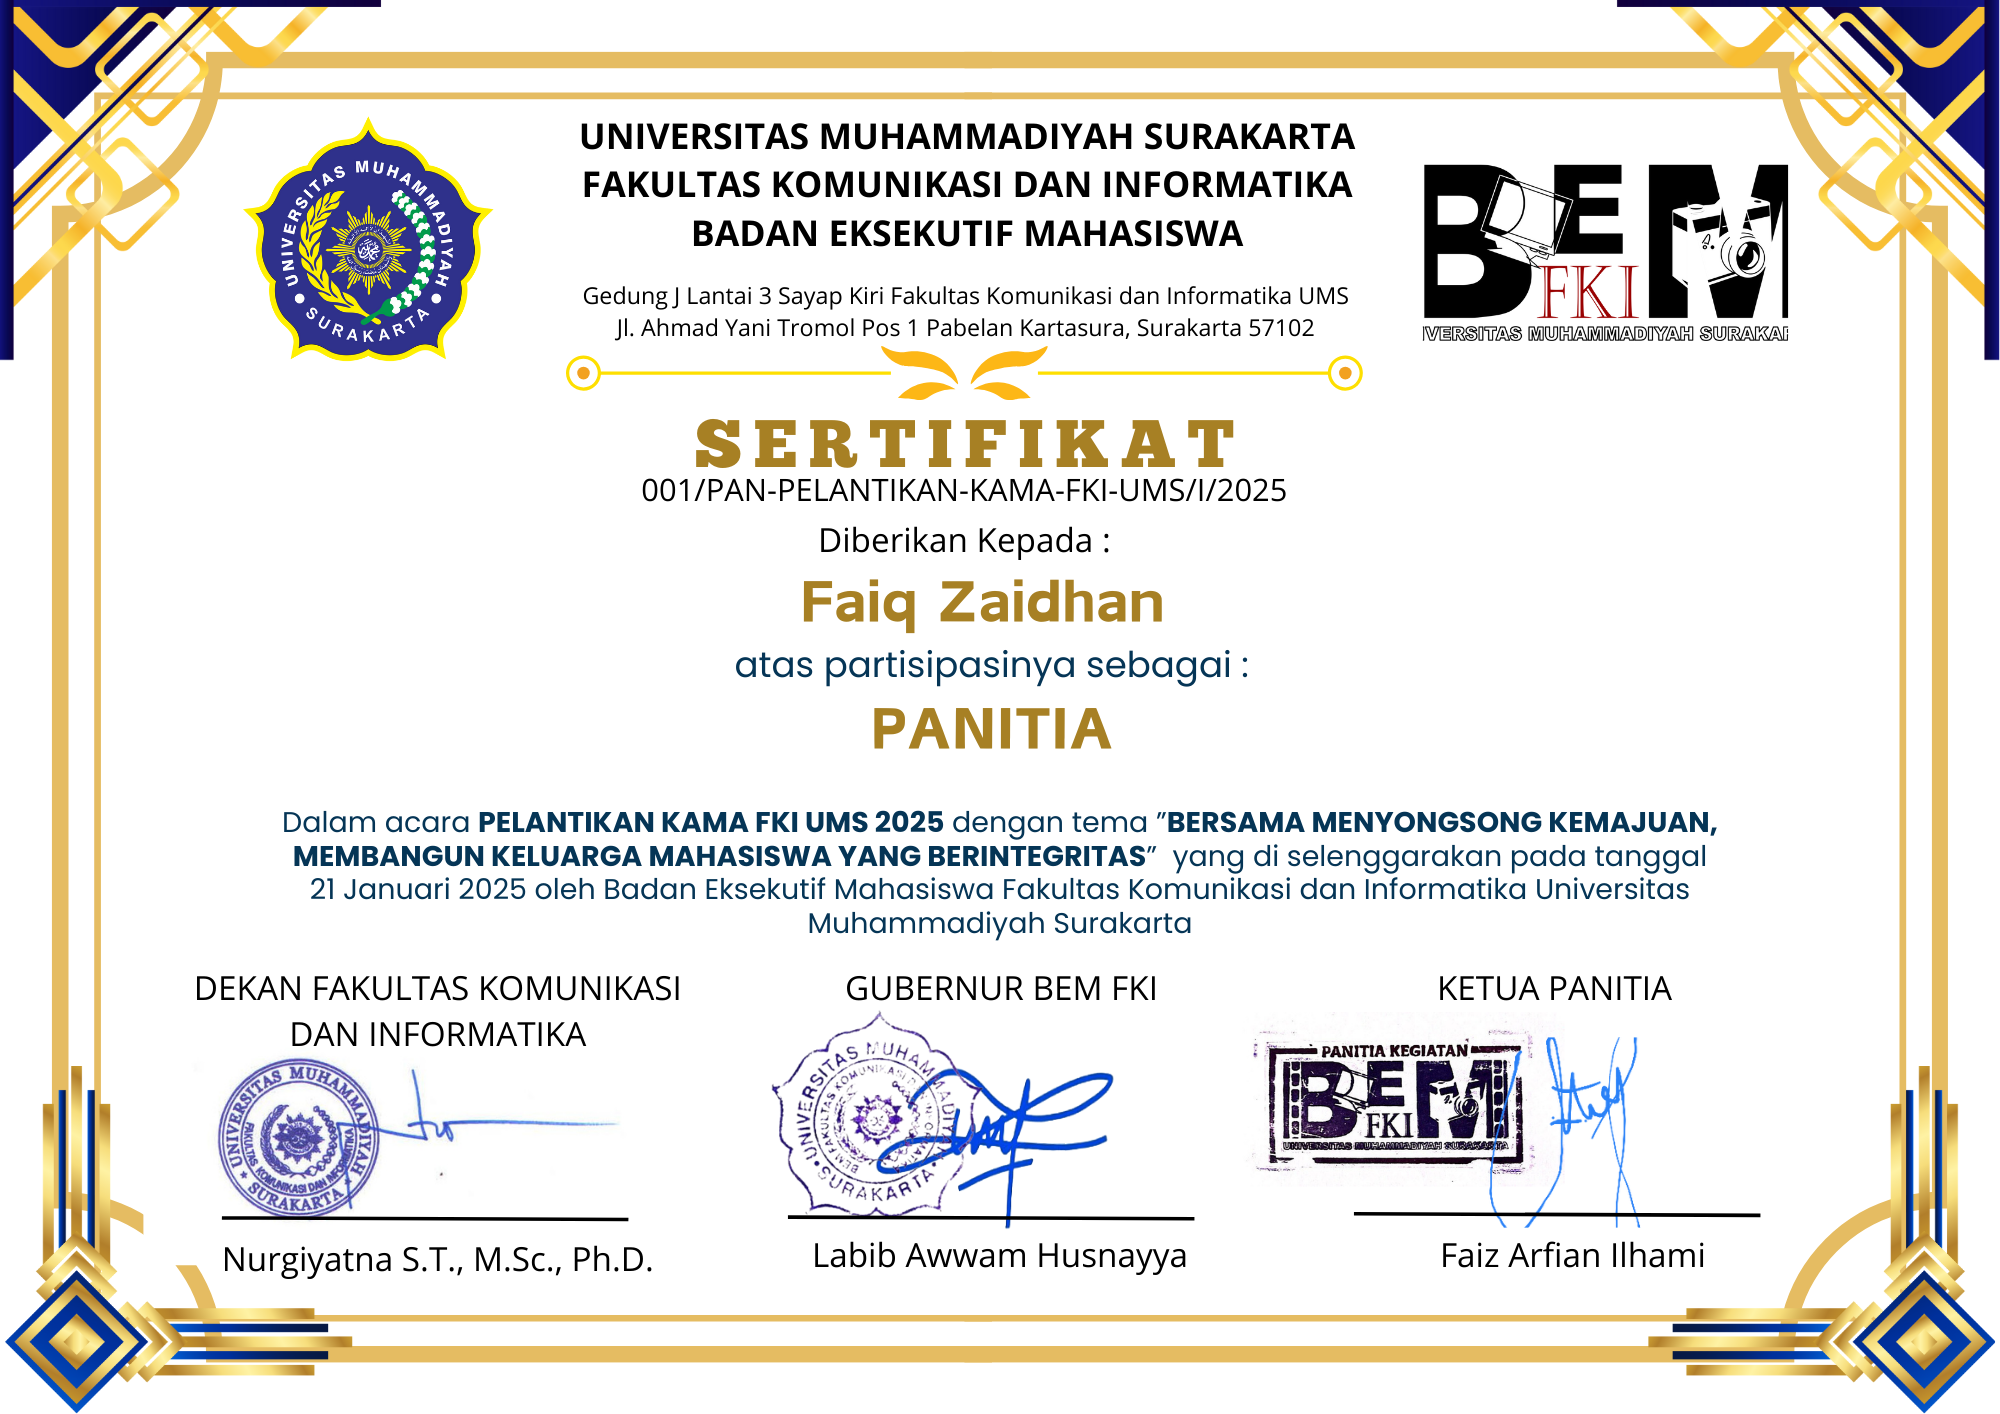 UNIVERSITAS MUHAMMADIYAH SURAKARTA
FAKULTAS KOMUNIKASI DAN INFORMATIKA
BADAN EKSEKUTIF MAHASISWA
Gedung J Lantai 3 Sayap Kiri Fakultas Komunikasi dan Informatika UMS
Jl. Ahmad Yani Tromol Pos 1 Pabelan Kartasura, Surakarta 57102
UNIVERSITAS MUHAMMADIYAH
SURAKARTA
BEM
FKI
VERSITAS MUHAMMADIYAH SURAKAR
SERTIFIKAT
001/PAN-PELANTIKAN-KAMA-FKI-UMS/I/2025
Diberikan Kepada :
Faiq Zaidhan
atas partisipasinya sebagai :
PANITIA
Dalam acara PELANTIKAN KAMA FKI UMS 2025 dengan tema ”BERSAMA MENYONGSONG KEMAJUAN,
MEMBANGUN KELUARGA MAHASISWA YANG BERINTEGRITAS” yang di selenggarakan pada tanggal
21 Januari 2025 oleh Badan Eksekutif Mahasiswa Fakultas Komunikasi dan Informatika Universitas
Muhammadiyah Surakarta
DEKAN FAKULTAS KOMUNIKASI
DAN INFORMATIKA
UNIVERSITAS MUHAMMADIYAH
FAKULTAS KOMUNIKASI DAN INFORMATIKA
SURAKARTA
Nurgiyatna S.T., M.Sc., Ph.D.
GUBERNUR BEM FKI
UNIVERSITAS MUHAMMADIYAH
BEM FAKULTAS KOMUNIKASI
SURAKARTA
Labib Awwam Husnayya
KETUA PANITIA
PANITIA KEGIATAN
BEM
FKI
UNIVERSITAS MUHAMMADIYAH SURAKARTA
Faiz Arfian Ilhami